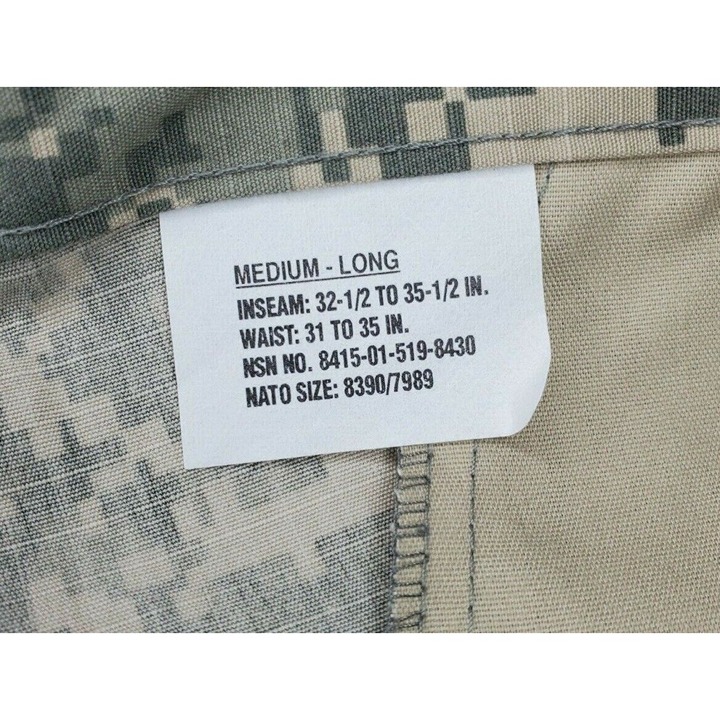 MEDIUM - LONG
INSEAM: 32-1/2 TO 35-1/2 IN.
WAIST: 31 TO 35 IN.
NSN NO. 8415-01-519-8430
NATO SIZE: 8390/7989